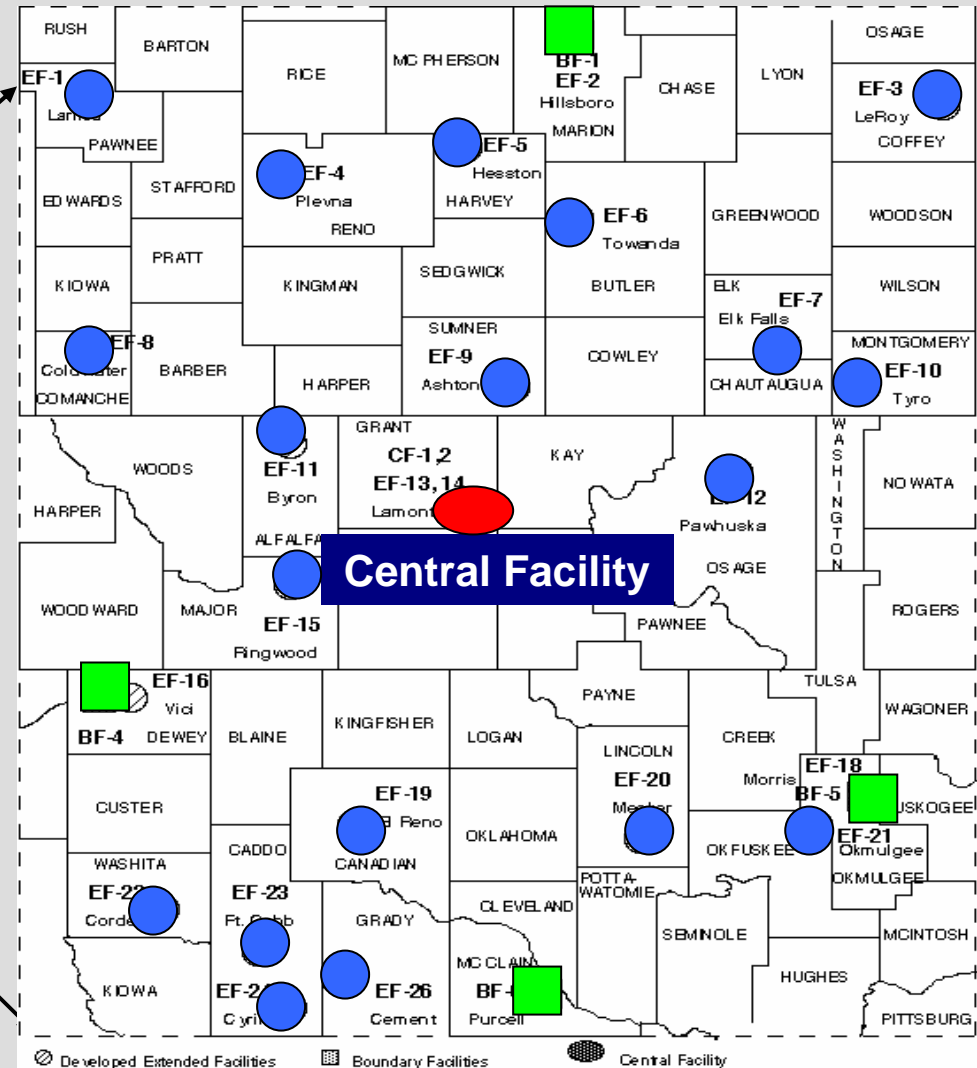 RUSH
BARTON
RICE
MC PHERSON
BF-1
EF-2
Hillsboro
MARION
CHASE
LYON
OSAGE
EF-1
PAWNEE
EF-3
LeRoy
COFFEY
EF-4
Plevna
RENO
EF-5
Hesston
HARVEY
EDWARDS
STAFFORD
EF-6
Towanda
BUTLER
GREENWOOD
WOODSON
KIOWA
PRATT
KINGMAN
SEDGWICK
ELK
EF-7
Elk Falls
WILSON
EF-8
COMANCHE
BARBER
HARPER
SUMNER
EF-9
Ashton
COWLEY
CHAUTAUGUA
MONTGOMERY
EF-10
Tyro
HARPER
WOODS
EF-11
Byron
ALFALFA
GRANT
CF-1,2
EF-13,14
Lamont
KAY
Pawhuska
OSAGE
WASHINGTON
NOWATA
Central Facility
WOODWARD
MAJOR
EF-15
Ringwood
PAWNEE
ROGERS
EF-16
Vici
BF-4 DEWEY
BLAINE
KINGFISHER
LOGAN
PAYNE
TULSA
WAGONER
CUSTER
EF-19
Reno
CANADIAN
OKLAHOMA
LINCOLN
EF-20
CREEK
EF-18
Morris
BF-5
EF-21
Okmulgee
OKMULGEE
OKFUSKEE
WASHITA
CADDO
EF-23
GRADY
CLEVELAND
POTTA-
WATOMIE
SEMINOLE
MCINTOSH
KIOWA
EF-26
Cement
MC CLAIN
Purcell
HUGHES
PITTSBURG
Developed Extended Facilities
Boundary Facilities
Central Facility